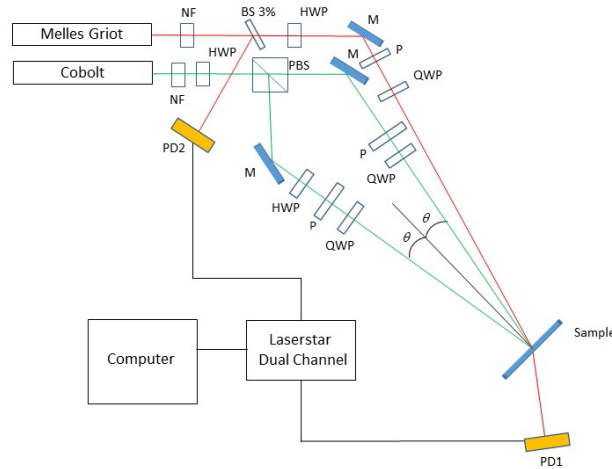 NF
BS 3%
HWP
M
Melles Griot
P
HWP
M
QWP
Cobolt
PBS
NF
PD2
P
QWP
M
HWP
P
QWP
θ
θ
Sample
Computer
Laserstar
Dual Channel
PD1